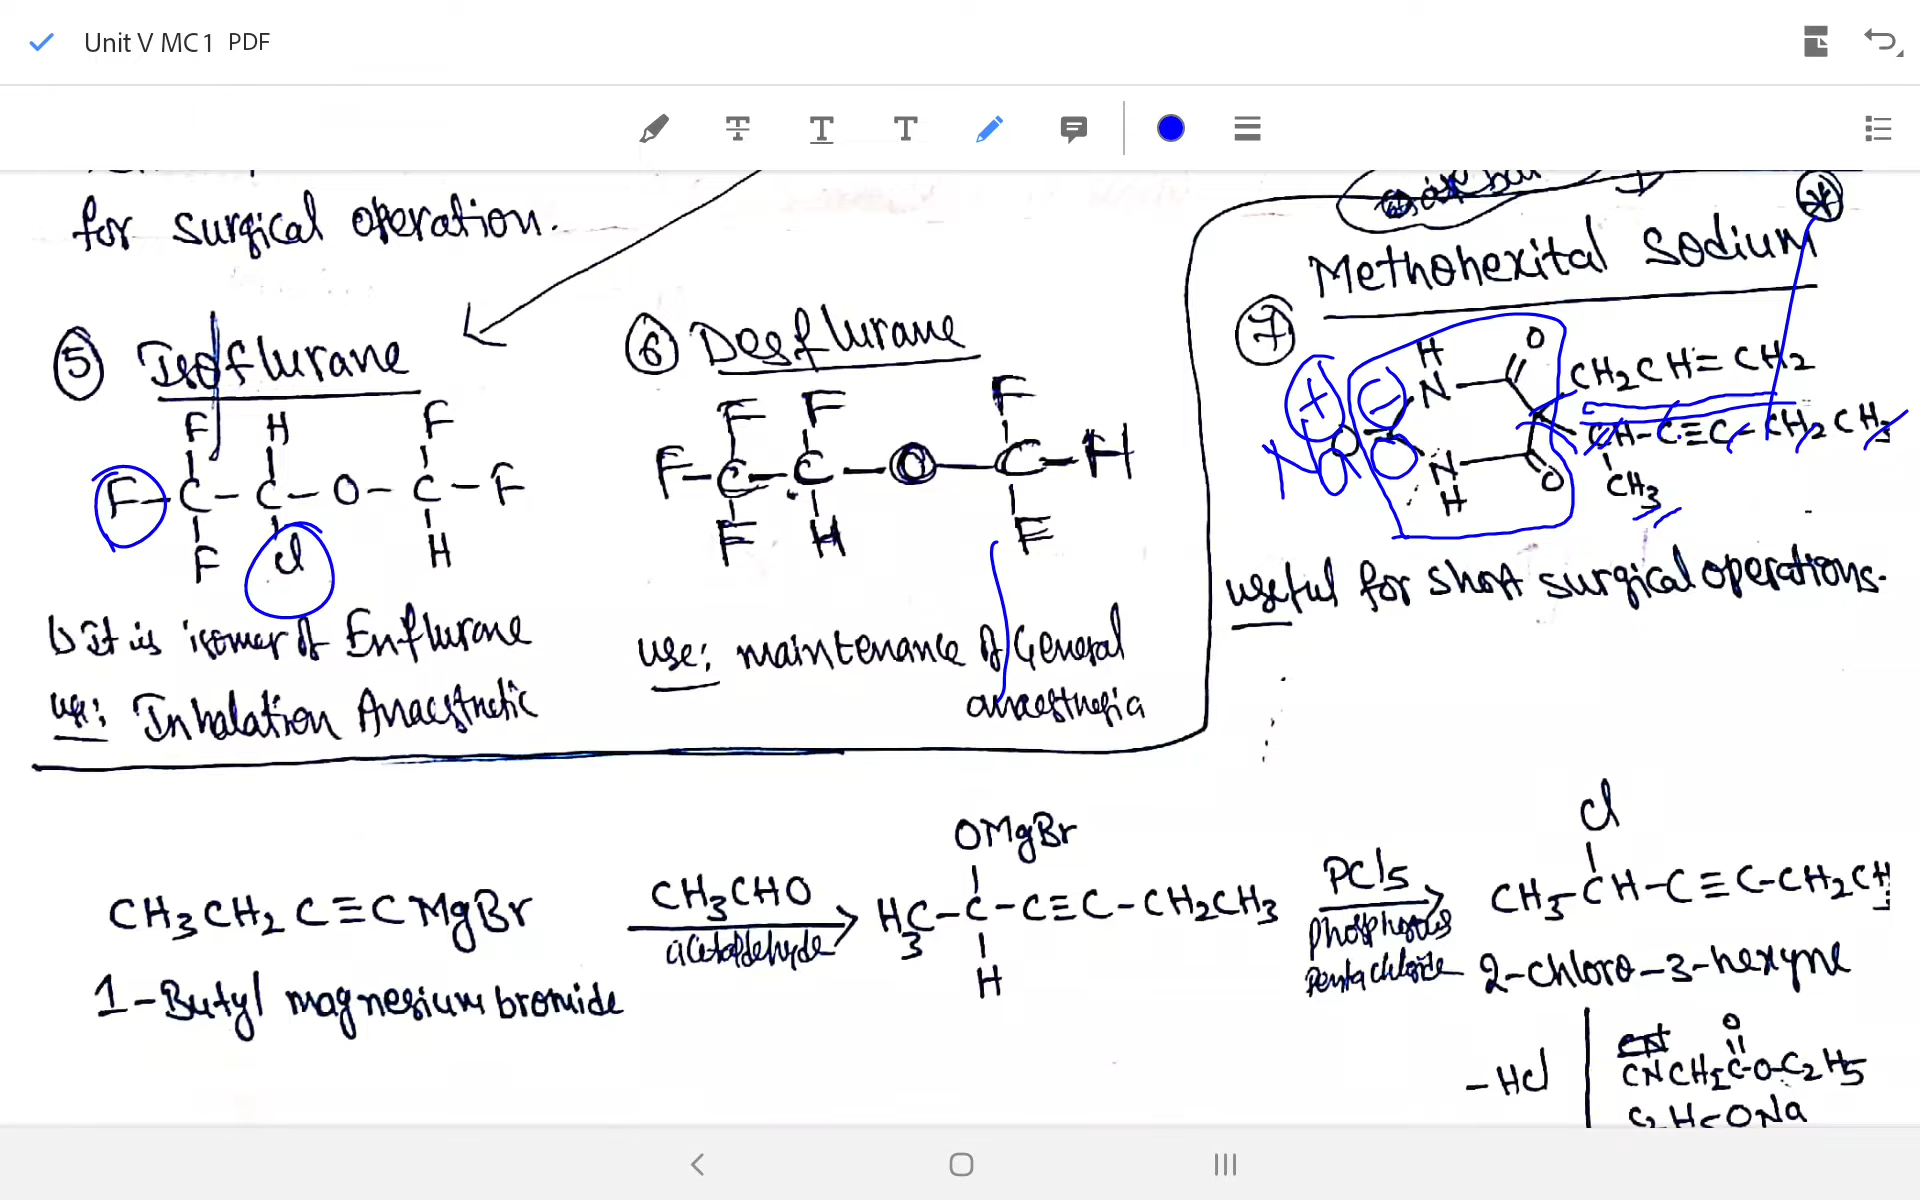 Unit V MC1 PDF
for surgical operation.
5 Isoflurane
F H F
F-C-C-O-C-F
F Cl H
it is isomer of Enflurane
use: Inhalation Anaesthetic
6 Desflurane
F F F
F-C-C-O-C-H
F H F
use: maintenance of General
anaesthesia
Methohexital Sodium
7
H
N
O
CH2CH=CH2
Na + - O
CH-C≡C-CH2CH3
N
H
O
CH3
useful for short surgical operations.
CH3CH2C≡CMgBr
1-Butyl magnesium bromide
CH3CHO
acetaldehyde
OMgBr
H3C-C-C≡C-CH2CH3
H
PCl5
phosphorous
pentachloride
Cl
CH3-CH-C≡C-CH2CH3
2-chloro-3-hexyne
-HCl
O
CNCH2C-O-C2H5
C2H5ONa